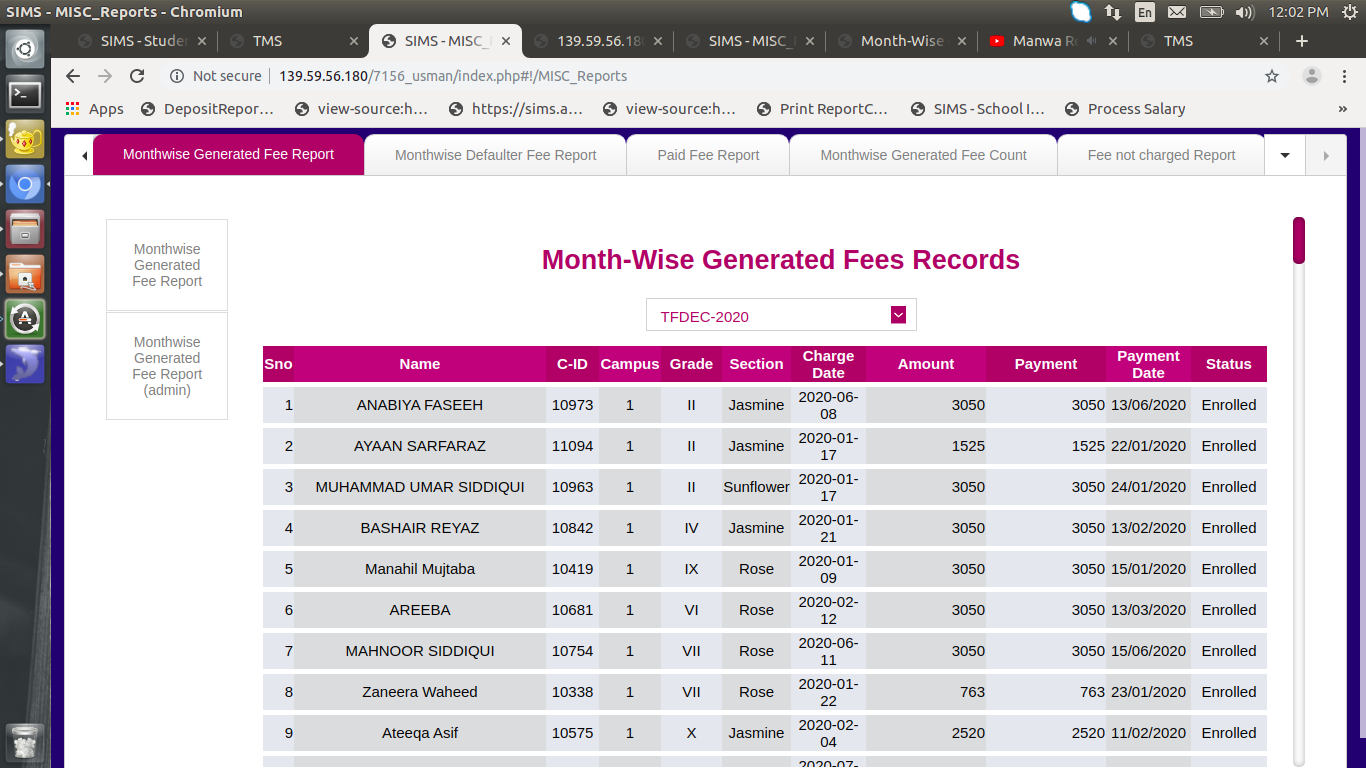 SIMS - MISC_Reports - Chromium
En
12:02 PM
SIMS - Studen
TMS
SIMS - MISC_
139.59.56.180
SIMS - MISC_
Month-Wise
Manwa Re
TMS
Not secure
139.59.56.180/7156_usman/index.php#!/MISC_Reports
Apps
DepositRepor…
view-source:h…
https://sims.a…
view-source:h…
Print ReportC…
SIMS - School I…
Process Salary
»
Monthwise Generated Fee Report
Monthwise Defaulter Fee Report
Paid Fee Report
Monthwise Generated Fee Count
Fee not charged Report
Monthwise
Generated
Fee Report
Monthwise
Generated
Fee Report
(admin)
Month-Wise Generated Fees Records
TFDEC-2020
Sno Name C-ID Campus Grade Section Charge Date Amount Payment Payment Date Status
1 ANABIYA FASEEH 10973 1 II Jasmine 2020-06-08 3050 3050 13/06/2020 Enrolled
2 AYAAN SARFARAZ 11094 1 II Jasmine 2020-01-17 1525 1525 22/01/2020 Enrolled
3 MUHAMMAD UMAR SIDDIQUI 10963 1 II Sunflower 2020-01-17 3050 3050 24/01/2020 Enrolled
4 BASHAIR REYAZ 10842 1 IV Jasmine 2020-01-21 3050 3050 13/02/2020 Enrolled
5 Manahil Mujtaba 10419 1 IX Rose 2020-01-09 3050 3050 15/01/2020 Enrolled
6 AREEBA 10681 1 VI Rose 2020-02-12 3050 3050 13/03/2020 Enrolled
7 MAHNOOR SIDDIQUI 10754 1 VII Rose 2020-06-11 3050 3050 15/06/2020 Enrolled
8 Zaneera Waheed 10338 1 VII Rose 2020-01-22 763 763 23/01/2020 Enrolled
9 Ateeqa Asif 10575 1 X Jasmine 2020-02-04 2520 2520 11/02/2020 Enrolled
2020-07-